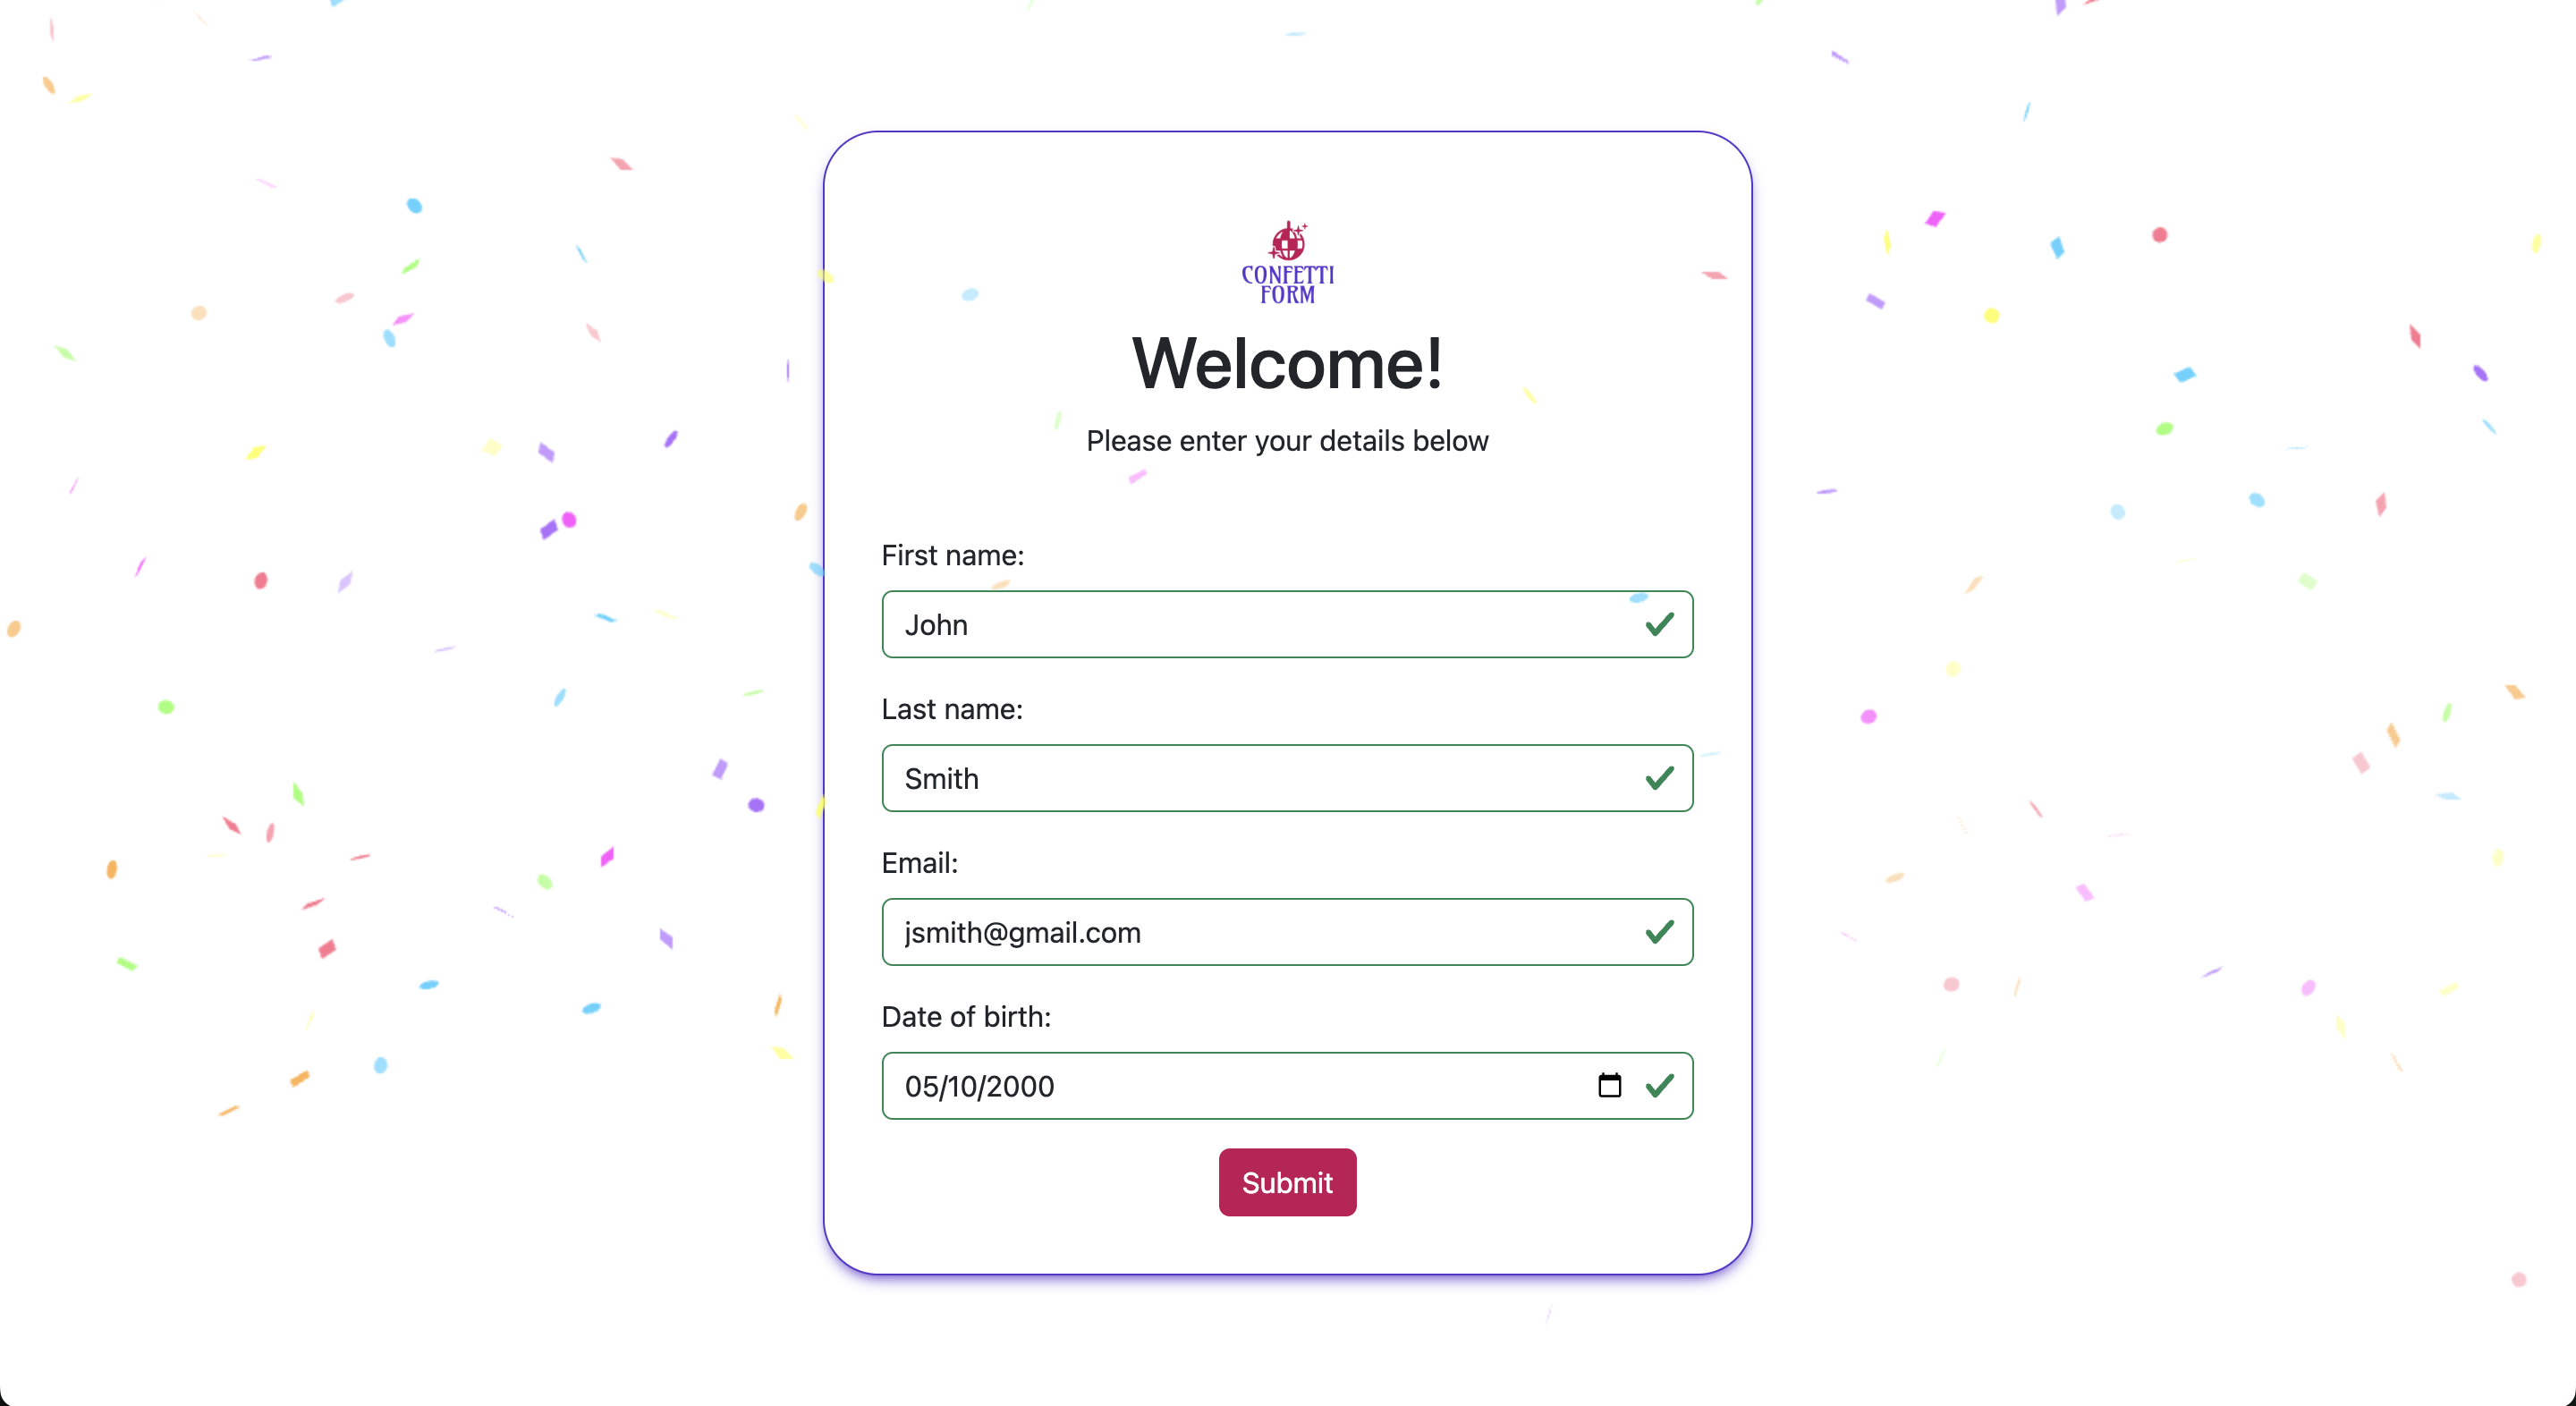 CONFETTI
FORM
Welcome!
Please enter your details below
First name:
John
Last name:
Smith
Email:
jsmith@gmail.com
Date of birth:
05/10/2000
Submit